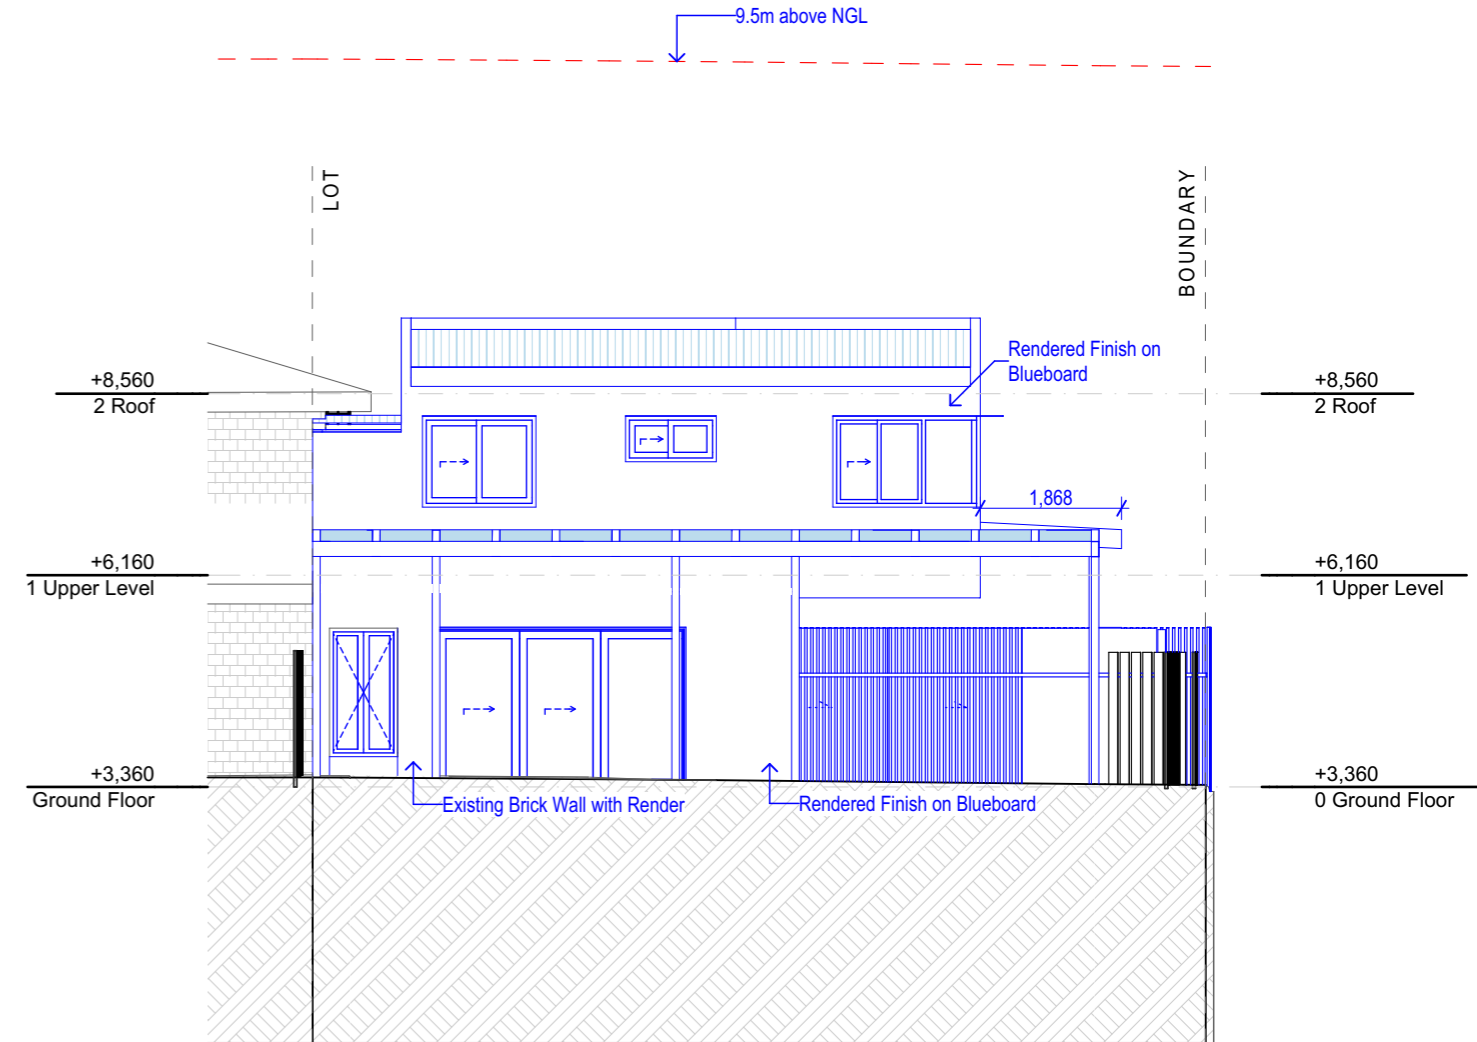 9.5m above NGL
LOT
BOUNDARY
Rendered Finish on
Blueboard
+8,560
2 Roof
+8,560
2 Roof
1,868
+6,160
1 Upper Level
+6,160
1 Upper Level
+3,360
Ground Floor
+3,360
0 Ground Floor
Existing Brick Wall with Render
Rendered Finish on Blueboard